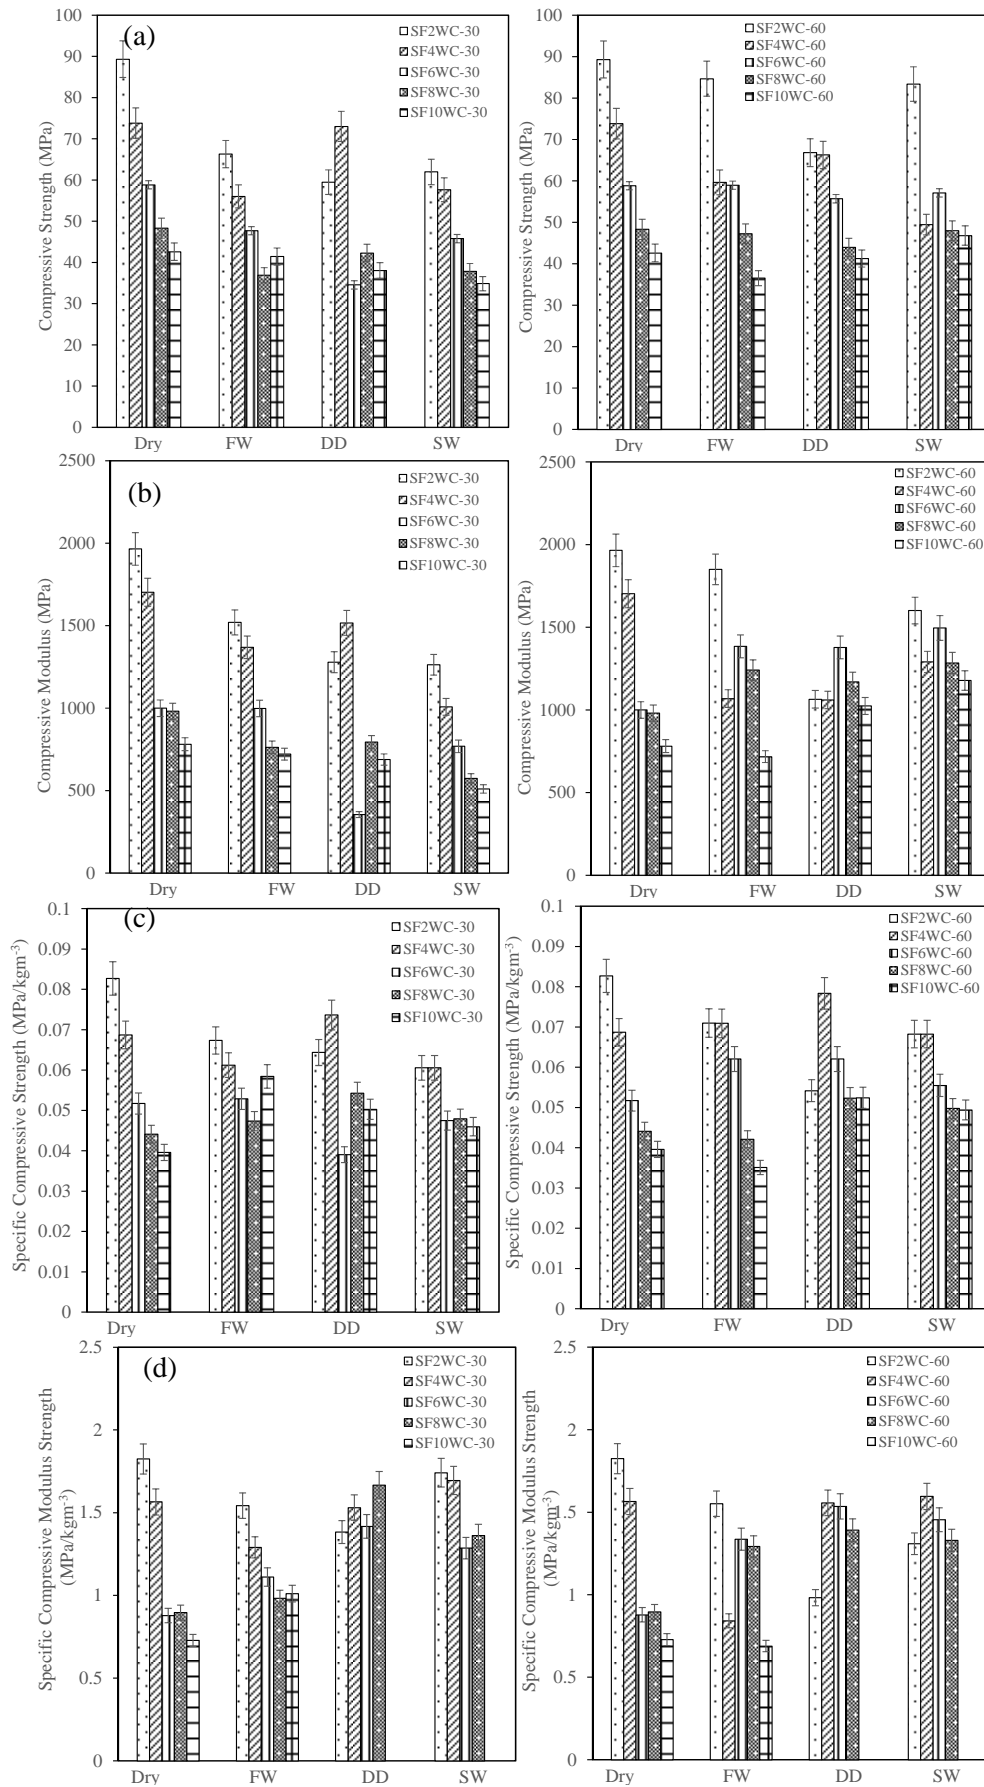 (a)
Compressive Strength (MPa)
100
90
80
70
60
50
40
30
20
10
0
SF2WC-30
SF4WC-30
SF6WC-30
SF8WC-30
SF10WC-30
Dry FW DD SW
Compressive Strength (MPa)
100
90
80
70
60
50
40
30
20
10
0
SF2WC-60
SF4WC-60
SF6WC-60
SF8WC-60
SF10WC-60
Dry FW DD SW
(b)
Compressive Modulus (MPa)
2500
2000
1500
1000
500
0
SF2WC-30
SF4WC-30
SF6WC-30
SF8WC-30
SF10WC-30
Dry FW DD SW
Compressive Modulus (MPa)
2500
2000
1500
1000
500
0
SF2WC-60
SF4WC-60
SF6WC-60
SF8WC-60
SF10WC-60
Dry FW DD SW
(c)
Specific Compressive Strength (MPa/kgm-3)
0.1
0.09
0.08
0.07
0.06
0.05
0.04
0.03
0.02
0.01
0
SF2WC-30
SF4WC-30
SF6WC-30
SF8WC-30
SF10WC-30
Dry FW DD SW
Specific Compressive Strength (MPa/kgm-3)
0.1
0.09
0.08
0.07
0.06
0.05
0.04
0.03
0.02
0.01
0
SF2WC-60
SF4WC-60
SF6WC-60
SF8WC-60
SF10WC-60
Dry FW DD SW
(d)
Specific Compressive Modulus Strength
(MPa/kgm-3)
2.5
2
1.5
1
0.5
0
SF2WC-30
SF4WC-30
SF6WC-30
SF8WC-30
SF10WC-30
Dry FW DD SW
Specific Compressive Modulus Strength
(MPa/kgm-3)
2.5
2
1.5
1
0.5
0
SF2WC-60
SF4WC-60
SF6WC-60
SF8WC-60
SF10WC-60
Dry FW DD SW